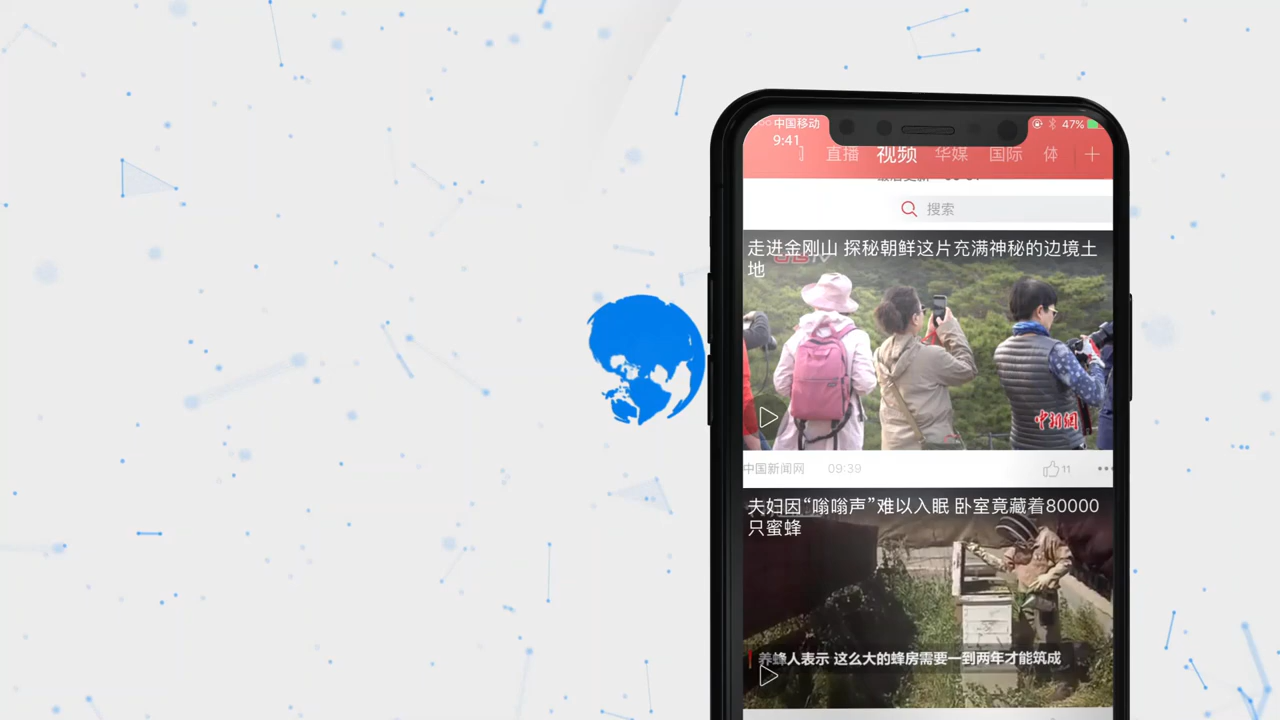 中国移动
47%
9:41
直播 视频 华媒 国际 体
搜索
走进金刚山 探秘朝鲜这片充满神秘的边境土
地
中新网
中国新闻网 09:39 11
夫妇因“嗡嗡声”难以入眠 卧室竟藏着80000
只蜜蜂
养蜂人表示 这么大的蜂房需要一到两年才能筑成